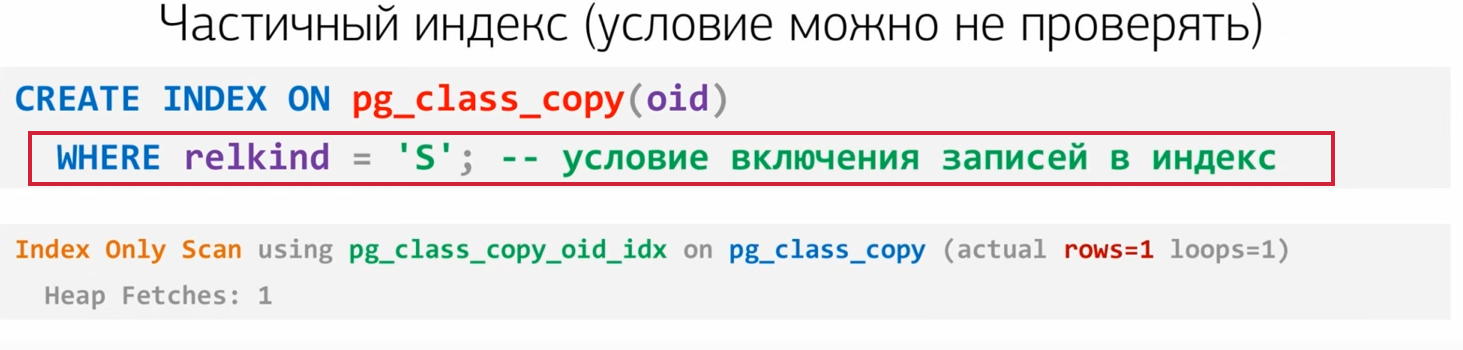 Частичный индекс (условие можно не проверять)
CREATE INDEX ON pg_class_copy(oid)
WHERE relkind = 'S'; -- условие включения записей в индекс
Index Only Scan using pg_class_copy_oid_idx on pg_class_copy (actual rows=1 loops=1)
Heap Fetches: 1